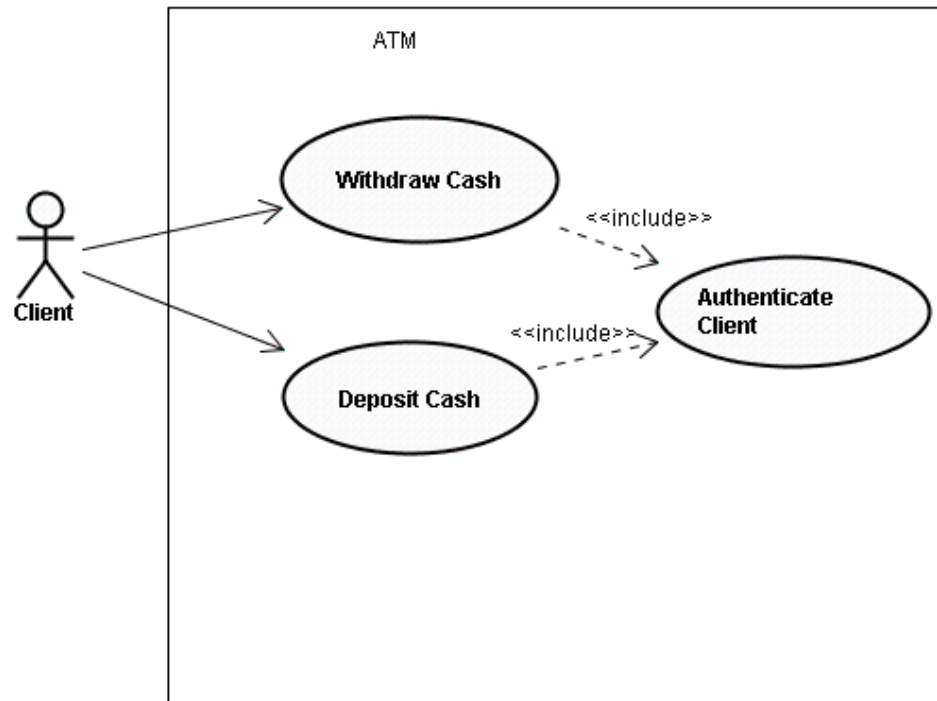 ATM
Withdraw Cash
<<include>>
Client
Authenticate
Client
<<include>>
Deposit Cash